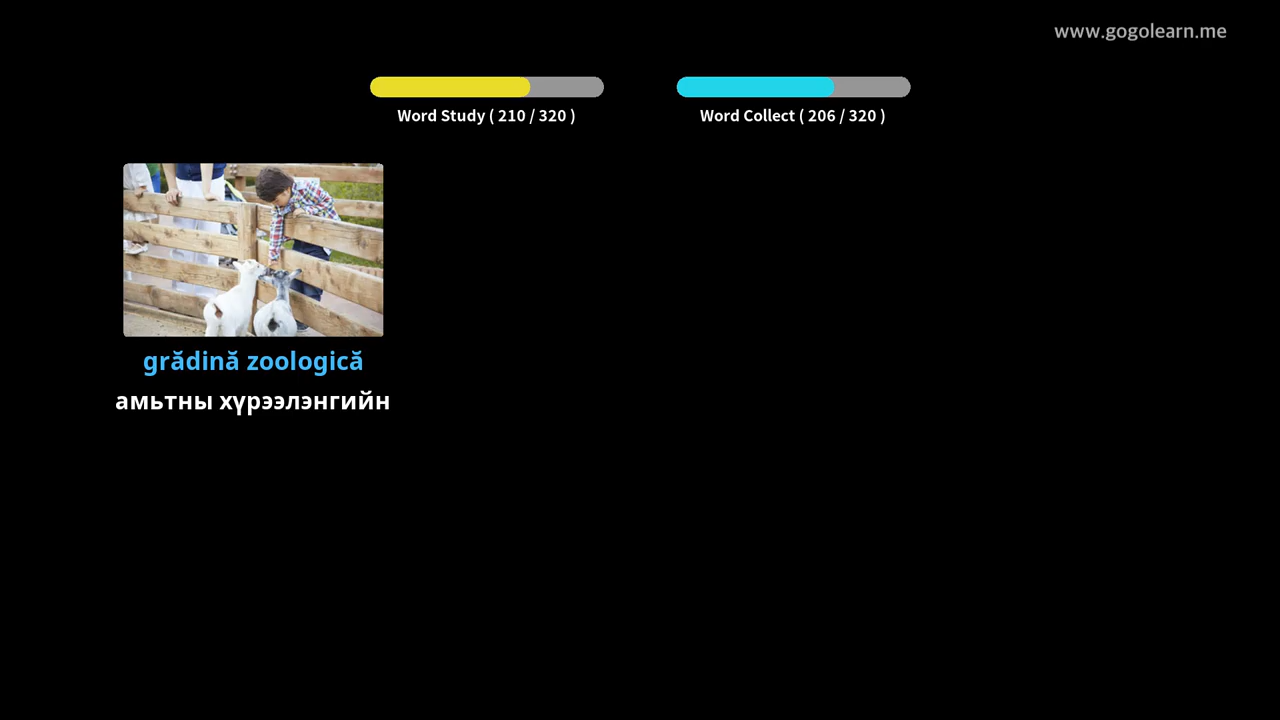 www.gogolearn.me
Word Study ( 210 / 320 )
Word Collect ( 206 / 320 )
grădină zoologică
амьтны хүрээлэнгийн